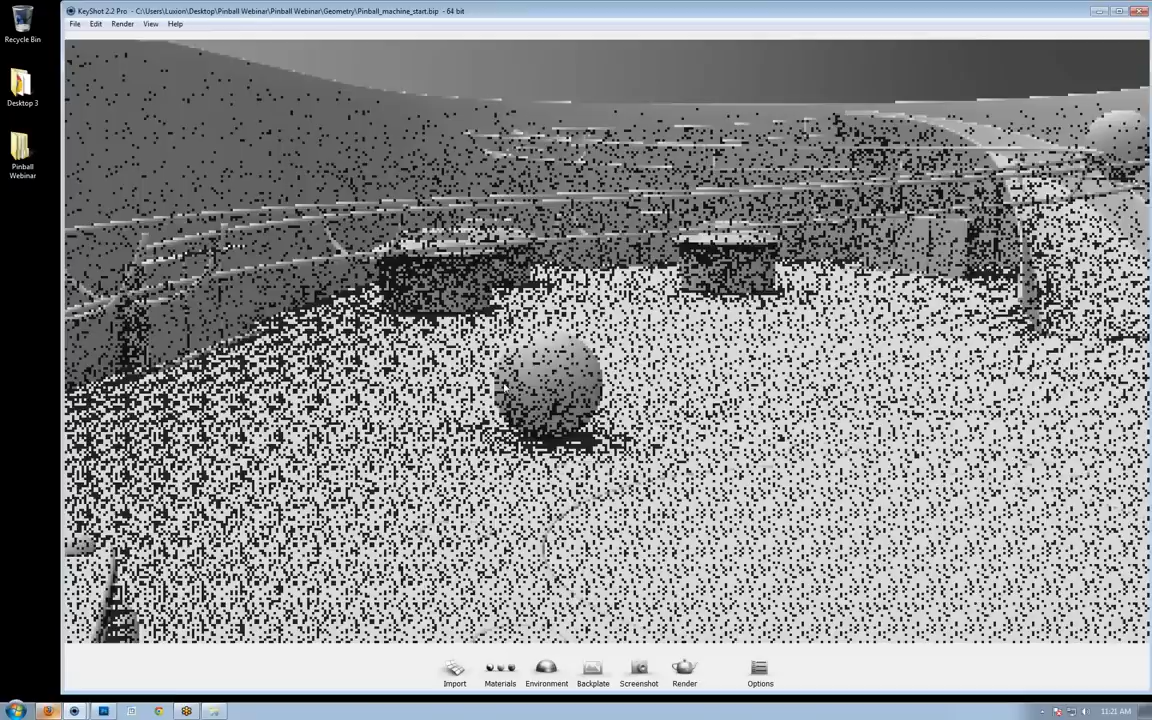 KeyShot 2.2 Pro - C:\Users\Luxion\Desktop\Pinball Webinar\Pinball Webinar\Geometry\Pinball_machine_start.bip - 64 bit
File Edit Render View Help
Recycle Bin
Desktop 3
Pinball
Webinar
Import Materials Environment Backplate Screenshot Render Options
11:21 AM